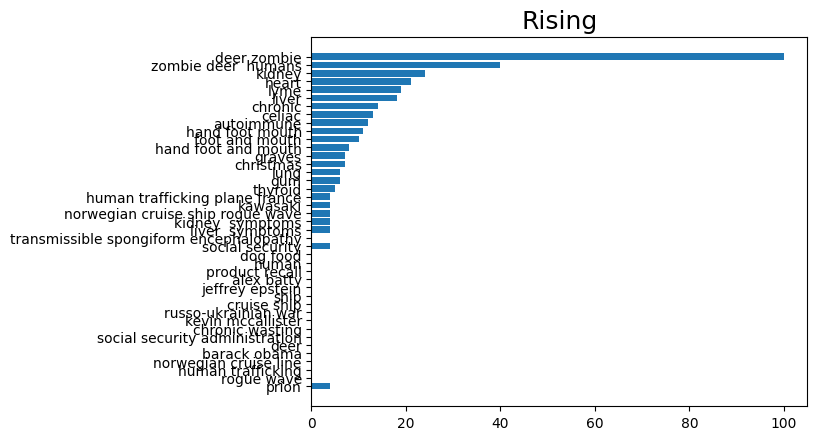 Rising
deer zombie
zombie deer  humans
kidney
heart
lyme
liver
chronic
celiac
autoimmune
hand foot mouth
foot and mouth
hand foot and mouth
graves
christmas
lung
gum
thyroid
human trafficking plane france
kawasaki
norwegian cruise ship rogue wave
kidney  symptoms
liver  symptoms
transmissible spongiform encephalopathy
social security
dog food
human
product recall
alex batty
jeffrey epstein
ship
cruise ship
russo-ukrainian war
kevin mccallister
chronic wasting
social security administration
deer
barack obama
norwegian cruise line
human trafficking
rogue wave
prion
0 20 40 60 80 100